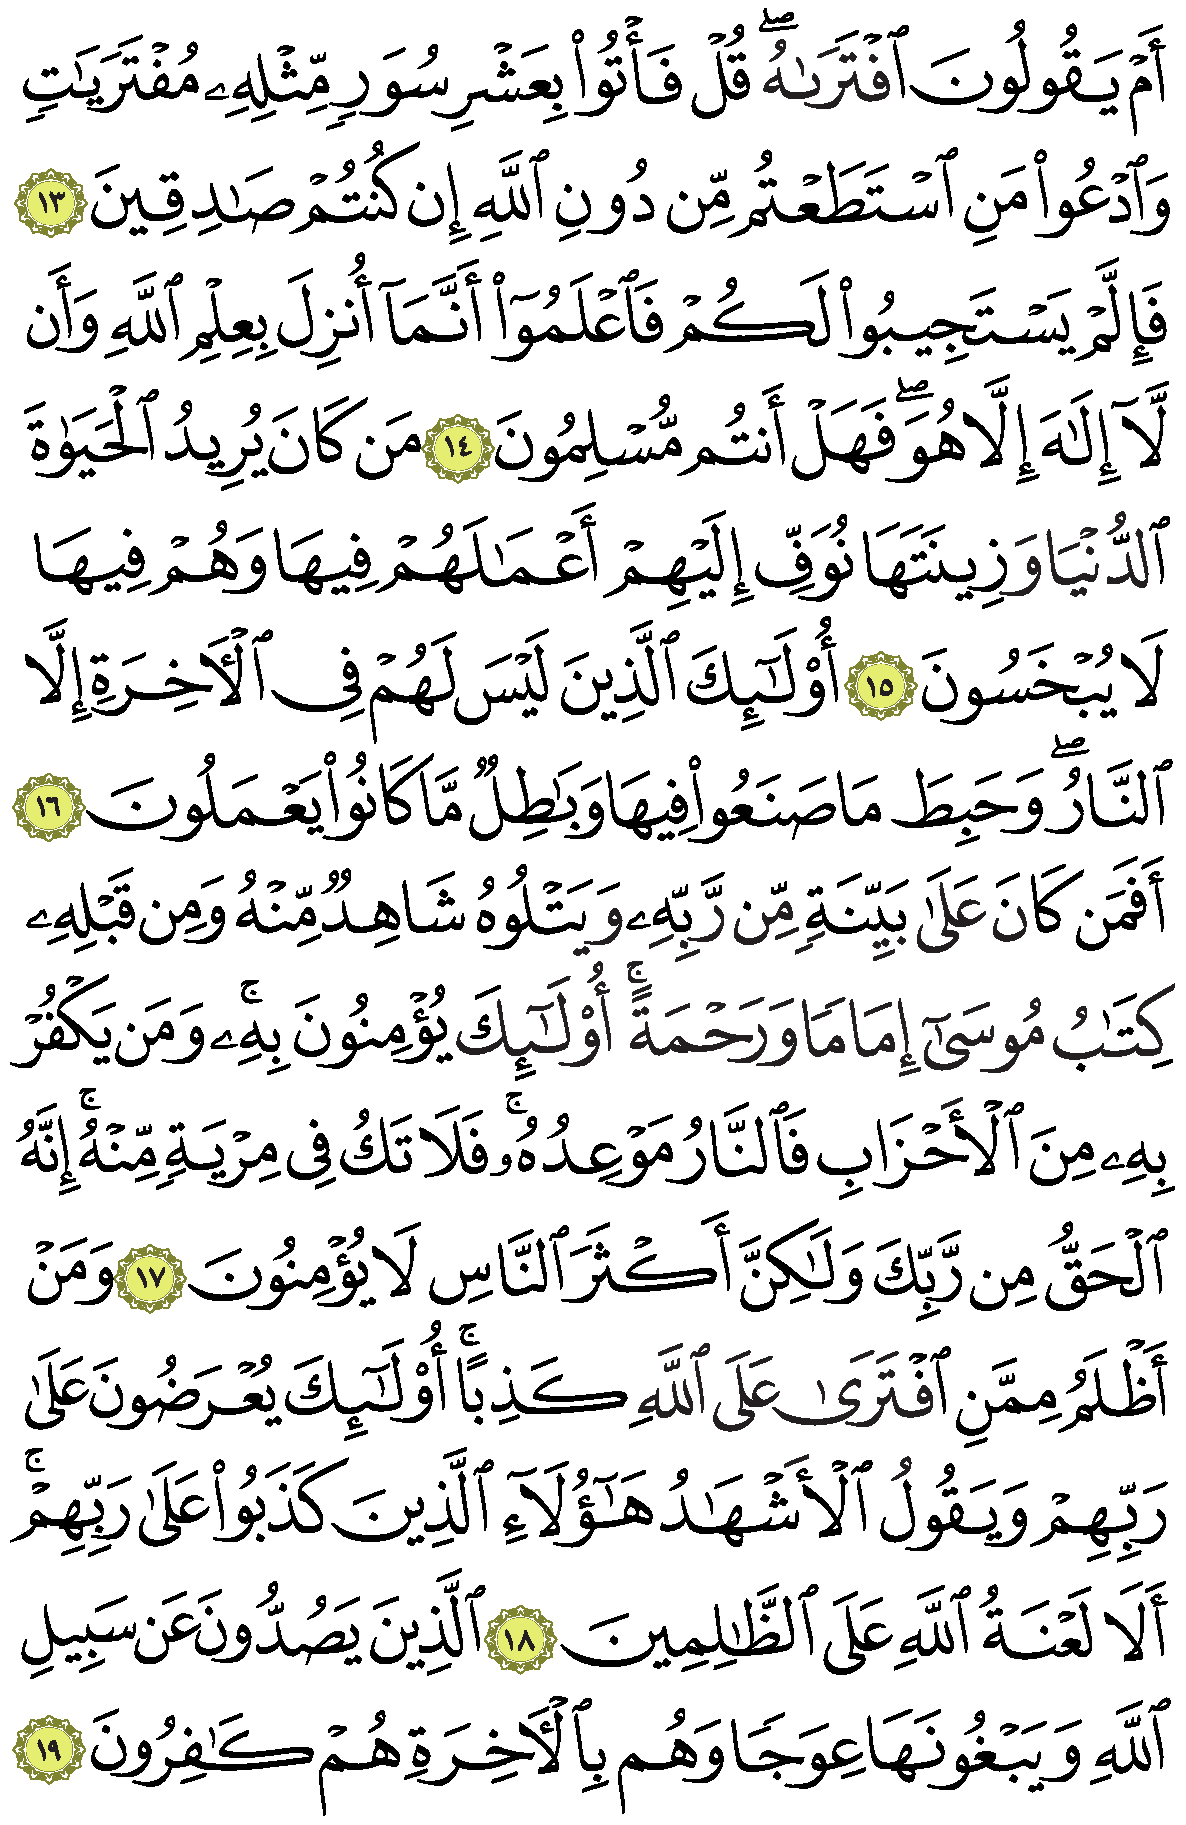 أَمْ يَقُولُونَ ٱفْتَرَىٰهُ ۖ قُلْ فَأْتُوا۟ بِعَشْرِ سُوَرٍ مِّثْلِهِۦ مُفْتَرَيَـٰتٍ
وَٱدْعُوا۟ مَنِ ٱسْتَطَعْتُم مِّن دُونِ ٱللَّهِ إِن كُنتُمْ صَـٰدِقِينَ ١٣
فَإِلَّمْ يَسْتَجِيبُوا۟ لَكُمْ فَٱعْلَمُوٓا۟ أَنَّمَآ أُنزِلَ بِعِلْمِ ٱللَّهِ وَأَن
لَّآ إِلَـٰهَ إِلَّا هُوَ ۖ فَهَلْ أَنتُم مُّسْلِمُونَ ١٤ مَن كَانَ يُرِيدُ ٱلْحَيَوٰةَ
ٱلدُّنْيَا وَزِينَتَهَا نُوَفِّ إِلَيْهِمْ أَعْمَـٰلَهُمْ فِيهَا وَهُمْ فِيهَا
لَا يُبْخَسُونَ ١٥ أُو۟لَـٰٓئِكَ ٱلَّذِينَ لَيْسَ لَهُمْ فِى ٱلْـَٔاخِرَةِ إِلَّا
ٱلنَّارُ ۖ وَحَبِطَ مَا صَنَعُوا۟ فِيهَا وَبَـٰطِلٌ مَّا كَانُوا۟ يَعْمَلُونَ ١٦
أَفَمَن كَانَ عَلَىٰ بَيِّنَةٍ مِّن رَّبِّهِۦ وَيَتْلُوهُ شَاهِدٌ مِّنْهُ وَمِن قَبْلِهِۦ
كِتَـٰبُ مُوسَىٰٓ إِمَامًا وَرَحْمَةً ۚ أُو۟لَـٰٓئِكَ يُؤْمِنُونَ بِهِۦ ۚ وَمَن يَكْفُرْ
بِهِۦ مِنَ ٱلْأَحْزَابِ فَٱلنَّارُ مَوْعِدُهُۥ ۚ فَلَا تَكُ فِى مِرْيَةٍ مِّنْهُ ۚ إِنَّهُ
ٱلْحَقُّ مِن رَّبِّكَ وَلَـٰكِنَّ أَكْثَرَ ٱلنَّاسِ لَا يُؤْمِنُونَ ١٧ وَمَنْ
أَظْلَمُ مِمَّنِ ٱفْتَرَىٰ عَلَى ٱللَّهِ كَذِبًا ۚ أُو۟لَـٰٓئِكَ يُعْرَضُونَ عَلَىٰ
رَبِّهِمْ وَيَقُولُ ٱلْأَشْهَـٰدُ هَـٰٓؤُلَآءِ ٱلَّذِينَ كَذَبُوا۟ عَلَىٰ رَبِّهِمْ ۚ
أَلَا لَعْنَةُ ٱللَّهِ عَلَى ٱلظَّـٰلِمِينَ ١٨ ٱلَّذِينَ يَصُدُّونَ عَن سَبِيلِ
ٱللَّهِ وَيَبْغُونَهَا عِوَجًا وَهُم بِٱلْـَٔاخِرَةِ هُمْ كَـٰفِرُونَ ١٩